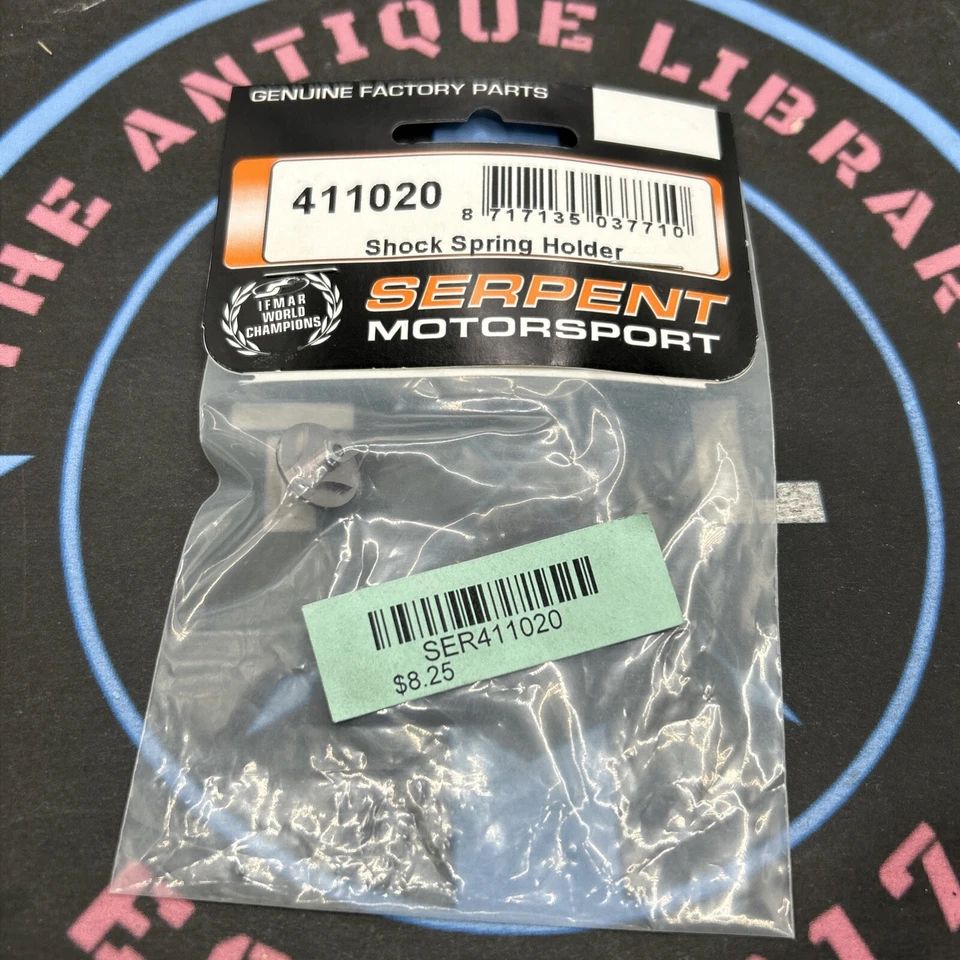 THE ANTIQUE LIBRAR
GENUINE FACTORY PARTS
411020
8 717135 037710
Shock Spring Holder
IFMAR
WORLD
CHAMPIONS
SERPENT
MOTORSPORT
SER411020
$8.25